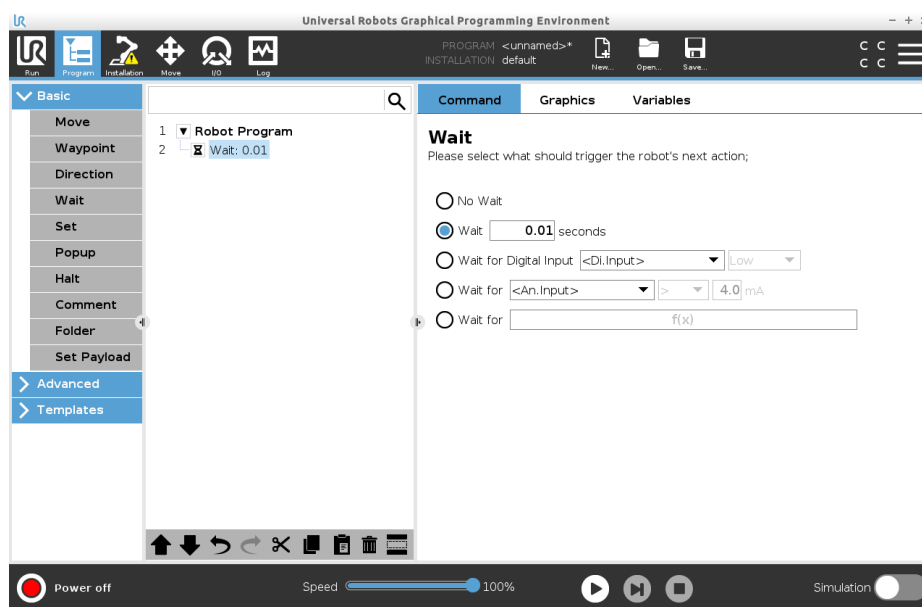 UR
Universal Robots Graphical Programming Environment
UR
PROGRAM <unnamed>*
INSTALLATION default
Run
Program
Installation
Move
I/O
Log
New...
Open...
Save...
C C
C C
Basic
Move
Waypoint
Direction
Wait
Set
Popup
Halt
Comment
Folder
Set Payload
Advanced
Templates
1 Robot Program
2 Wait: 0.01
Command Graphics Variables
Wait
Please select what should trigger the robot's next action;
No Wait
Wait 0.01 seconds
Wait for Digital Input <Di.Input> Low
Wait for <An.Input> > 4.0 mA
Wait for f(x)
Power off
Speed 100%
Simulation